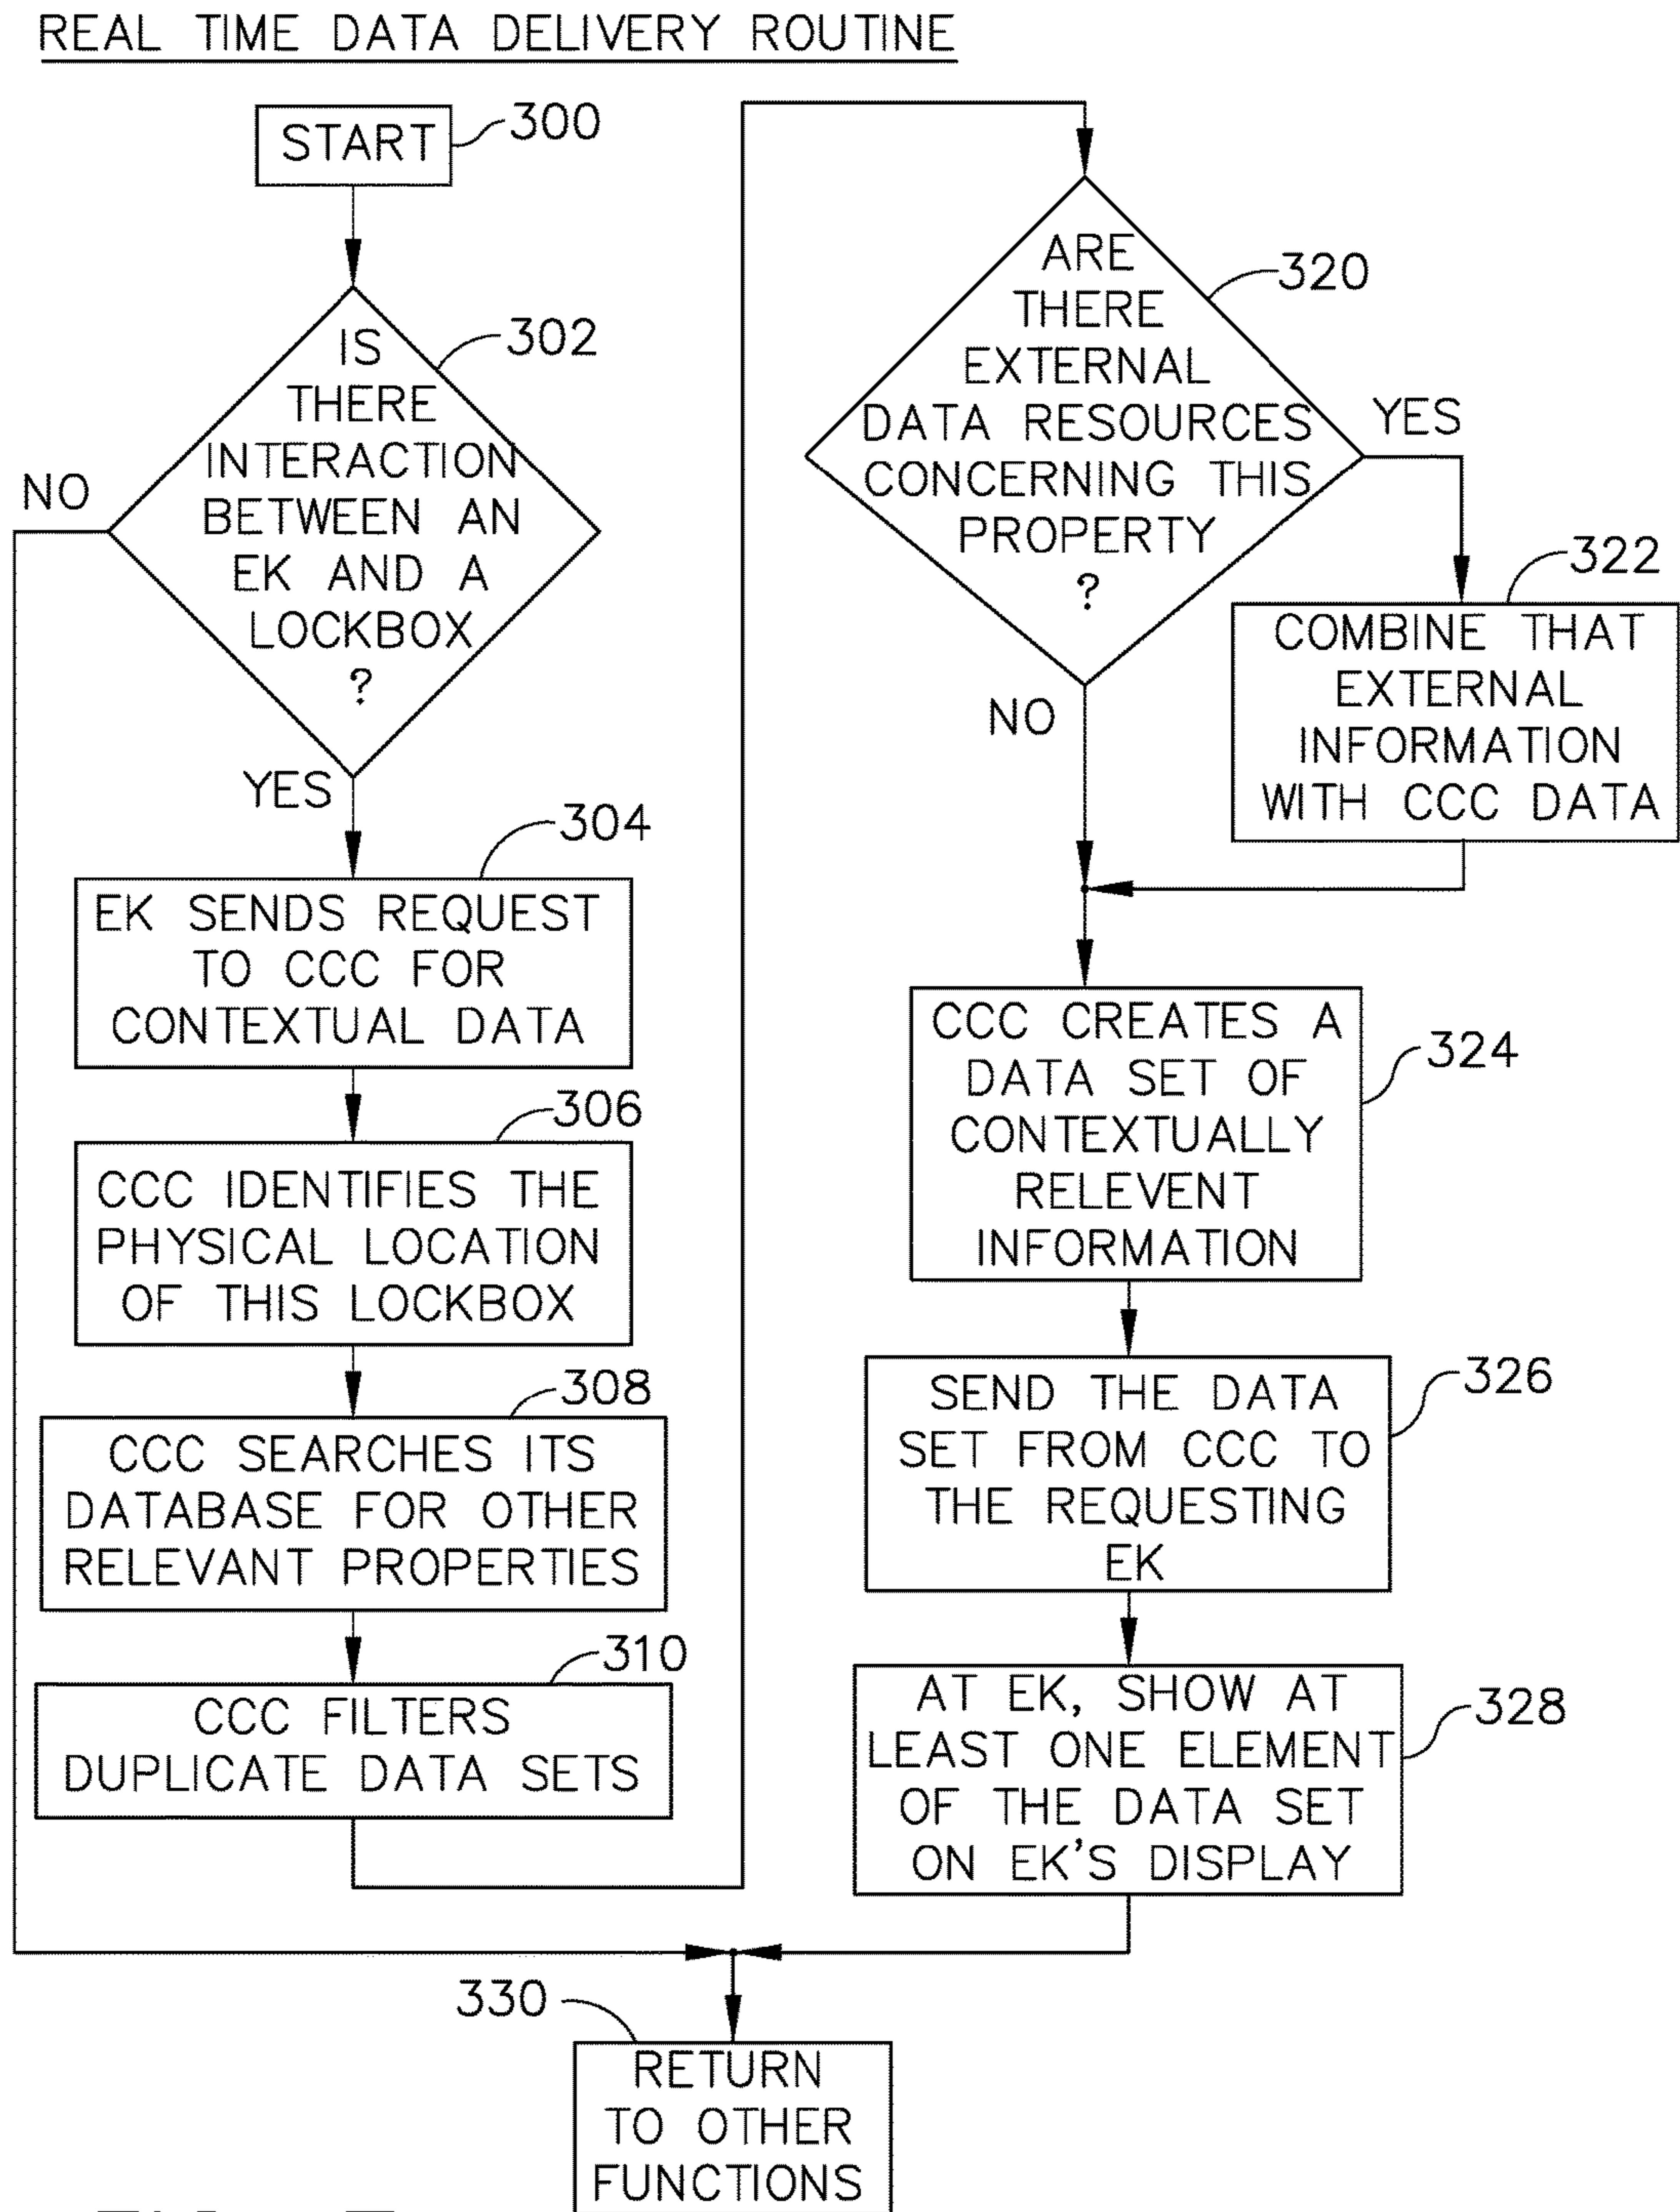 REAL TIME DATA DELIVERY ROUTINE
START
300
IS
THERE
INTERACTION
BETWEEN AN
EK AND A
LOCKBOX
?
302
NO
YES
EK SENDS REQUEST
TO CCC FOR
CONTEXTUAL DATA
304
CCC IDENTIFIES THE
PHYSICAL LOCATION
OF THIS LOCKBOX
306
CCC SEARCHES ITS
DATABASE FOR OTHER
RELEVANT PROPERTIES
308
CCC FILTERS
DUPLICATE DATA SETS
310
ARE
THERE
EXTERNAL
DATA RESOURCES
CONCERNING THIS
PROPERTY
?
320
YES
NO
COMBINE THAT
EXTERNAL
INFORMATION
WITH CCC DATA
322
CCC CREATES A
DATA SET OF
CONTEXTUALLY
RELEVENT
INFORMATION
324
SEND THE DATA
SET FROM CCC TO
THE REQUESTING
EK
326
AT EK, SHOW AT
LEAST ONE ELEMENT
OF THE DATA SET
ON EK'S DISPLAY
328
330
RETURN
TO OTHER
FUNCTIONS